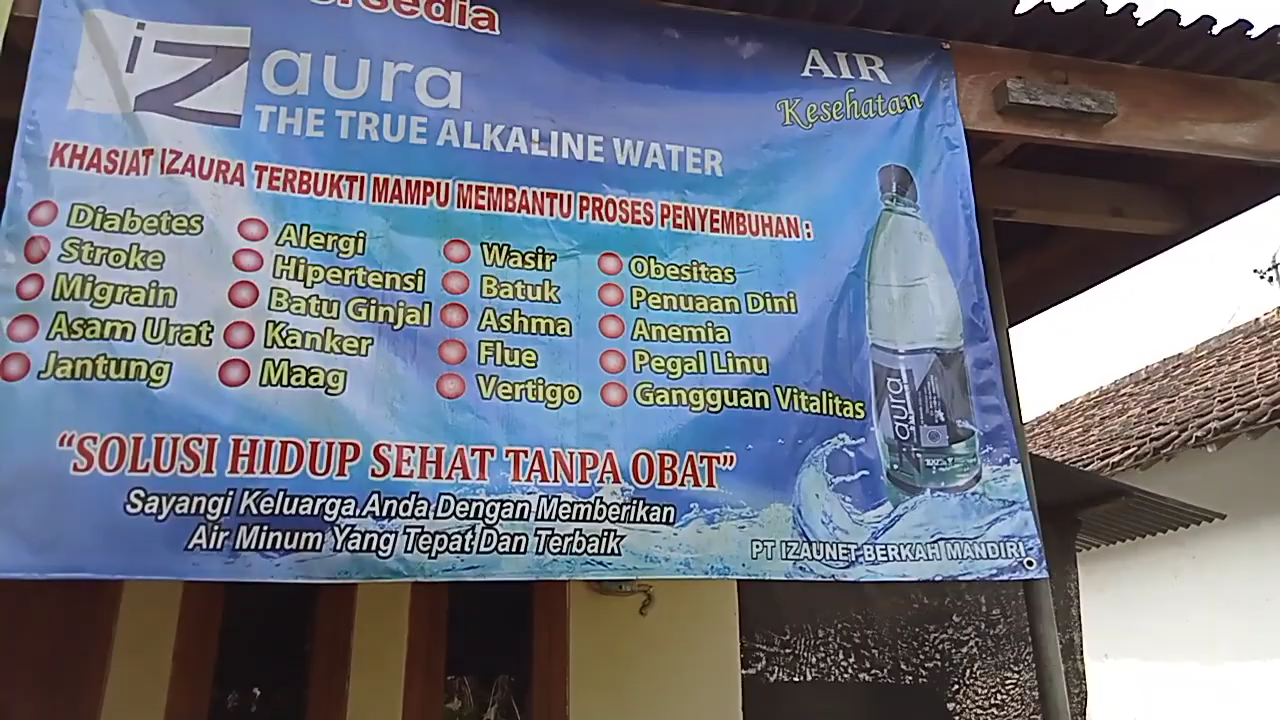 Tersedia
iZaura
THE TRUE ALKALINE WATER
AIR
Kesehatan
KHASIAT IZAURA TERBUKTI MAMPU MEMBANTU PROSES PENYEMBUHAN :
Diabetes
Stroke
Migrain
Asam Urat
Jantung
Alergi
Hipertensi
Batu Ginjal
Kanker
Maag
Wasir
Batuk
Ashma
Flue
Vertigo
Obesitas
Penuaan Dini
Anemia
Pegal Linu
Gangguan Vitalitas
aura
"SOLUSI HIDUP SEHAT TANPA OBAT"
Sayangi Keluarga Anda Dengan Memberikan
Air Minum Yang Tepat Dan Terbaik
PT IZAUNET BERKAH MANDIRI